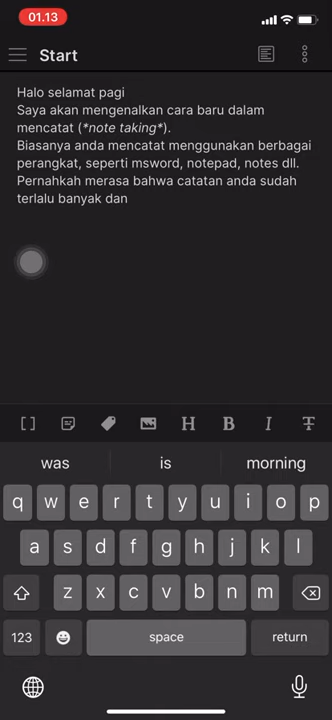 01.13
Start
Halo selamat pagi
Saya akan mengenalkan cara baru dalam
mencatat (*note taking*).
Biasanya anda mencatat menggunakan berbagai
perangkat, seperti msword, notepad, notes dll.
Pernahkah merasa bahwa catatan anda sudah
terlalu banyak dan
H B I T
was is morning
q w e r t y u i o p
a s d f g h j k l
z x c v b n m
123 space return